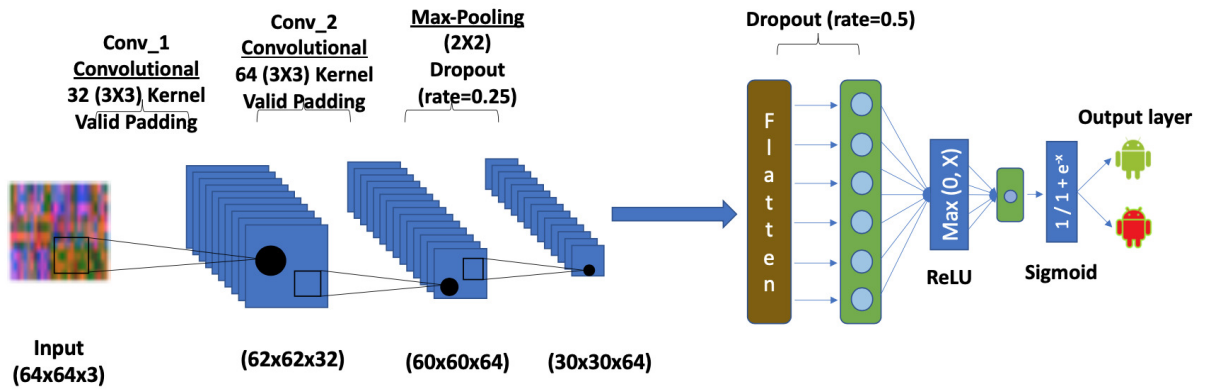 Conv_1
Convolutional
32 (3X3) Kernel
Valid Padding
Conv_2
Convolutional
64 (3X3) Kernel
Valid Padding
Max-Pooling
(2X2)
Dropout
(rate=0.25)
Dropout (rate=0.5)
Flatten
Max (0, X)
ReLU
1 / 1 + e-x
Sigmoid
Output layer
Input
(64x64x3)
(62x62x32)
(60x60x64)
(30x30x64)